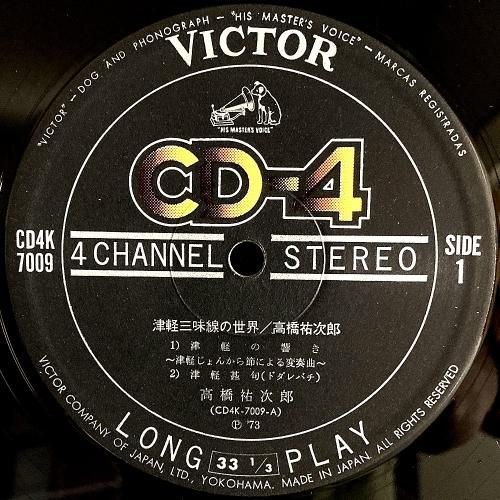 "VICTOR" – DOG AND PHONOGRAPH – "HIS MASTER'S VOICE" – MARCAS REGISTRADAS
VICTOR
"HIS MASTER'S VOICE"
CD-4
CD4K
7009
4 CHANNEL STEREO
SIDE
1
津軽三味線の世界/高橋祐次郎
1) 津軽の響き
~津軽じょんから節による変奏曲~
2) 津軽甚句(ドダレバチ)
高橋祐次郎
(CD4K-7009-A)
Ⓟ '73
LONG 33 1/3 PLAY
VICTOR COMPANY OF JAPAN, LTD., YOKOHAMA. MADE IN JAPAN. ALL RIGHTS RESERVED